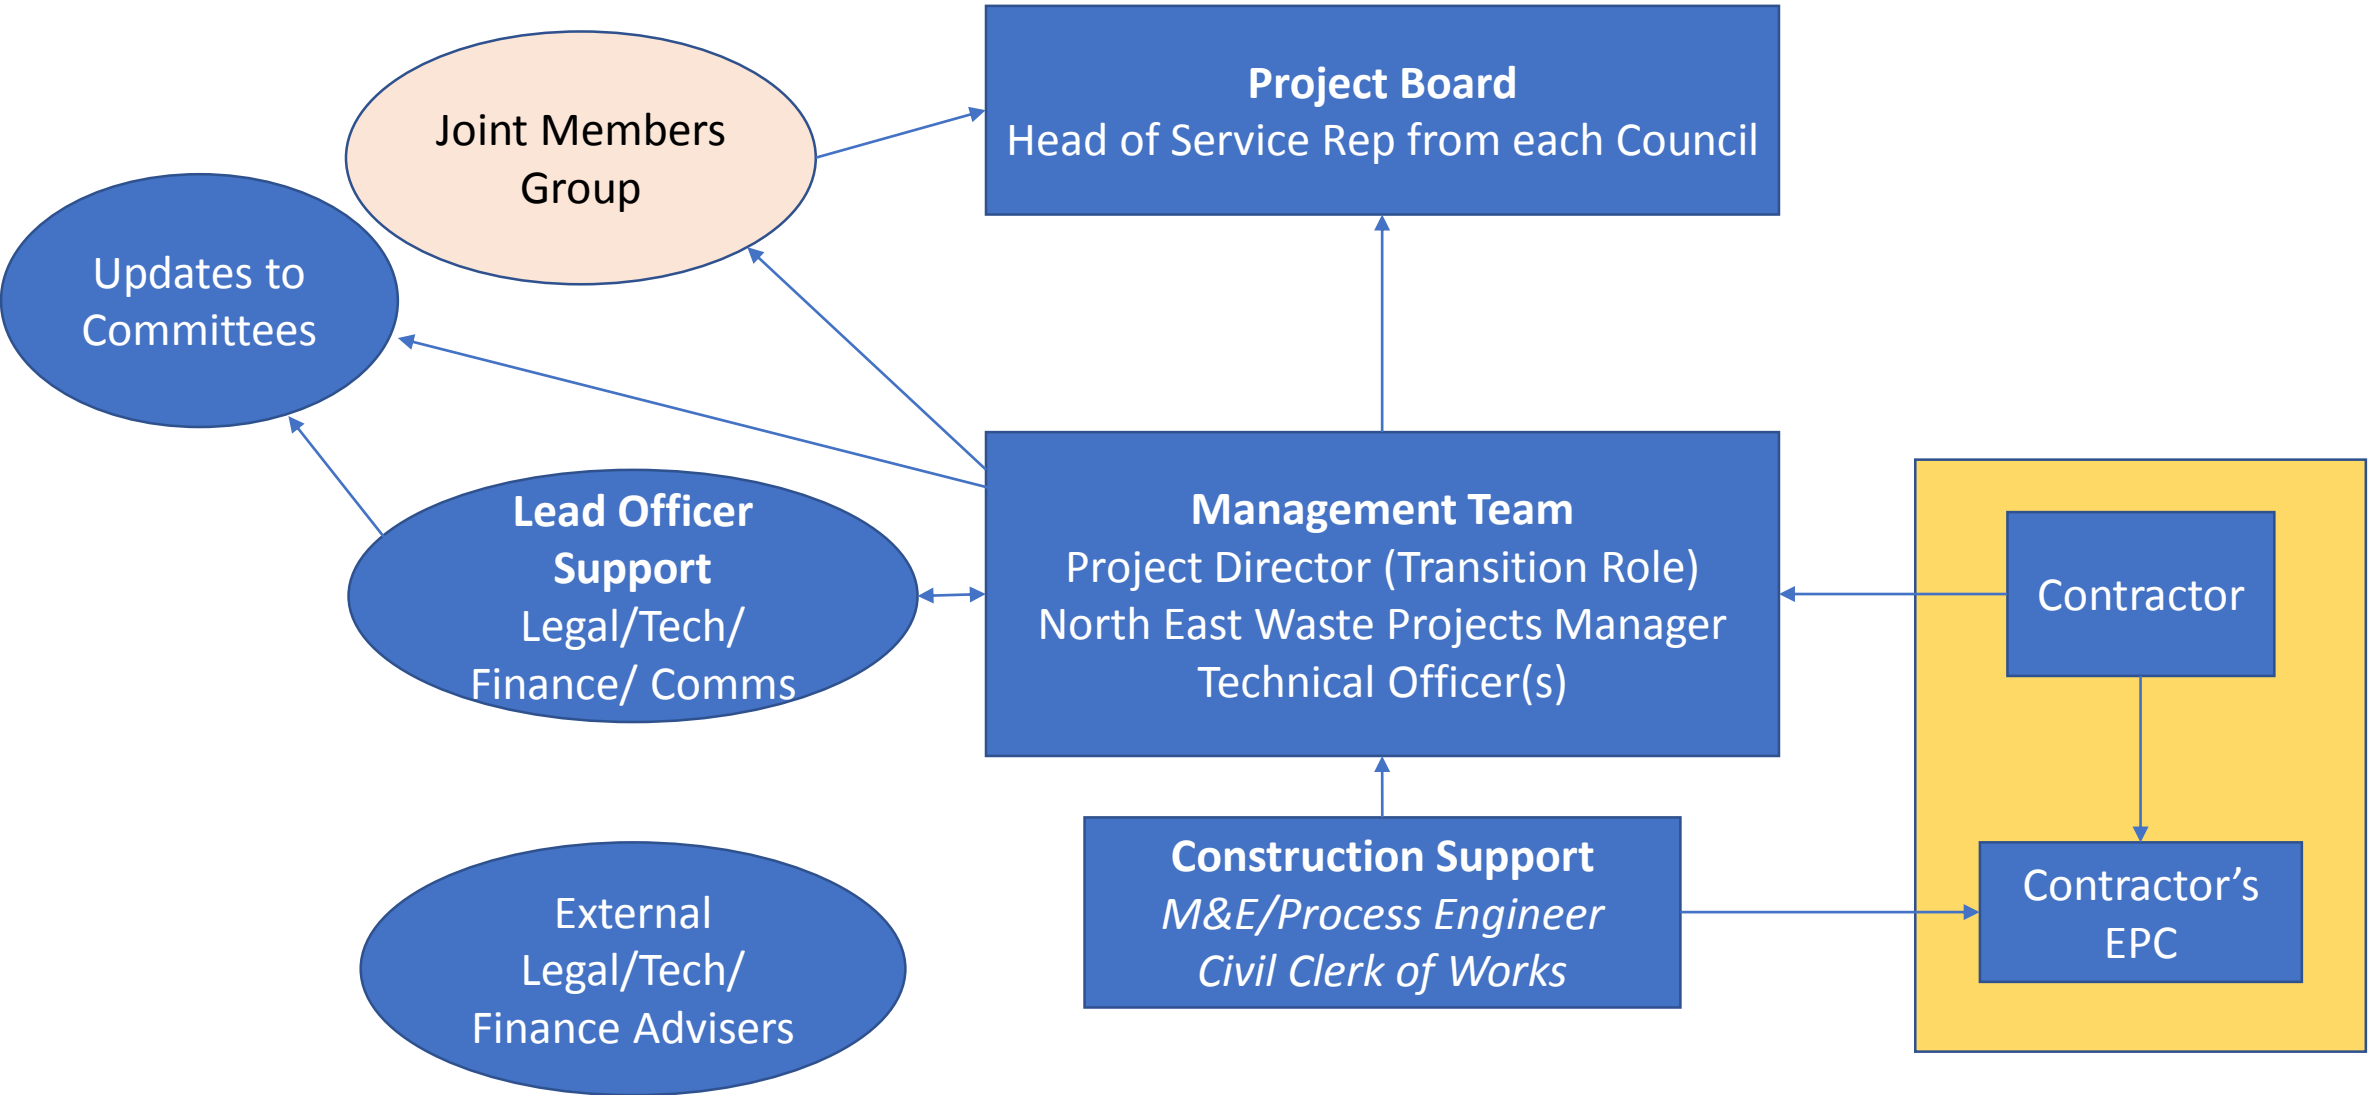 Project Board
Head of Service Rep from each Council
Joint Members
Group
Updates to
Committees
Lead Officer
Support
Legal/Tech/
Finance/ Comms
Management Team
Project Director (Transition Role)
North East Waste Projects Manager
Technical Officer(s)
Contractor
Construction Support
M&E/Process Engineer
Civil Clerk of Works
Contractor’s
EPC
External
Legal/Tech/
Finance Advisers